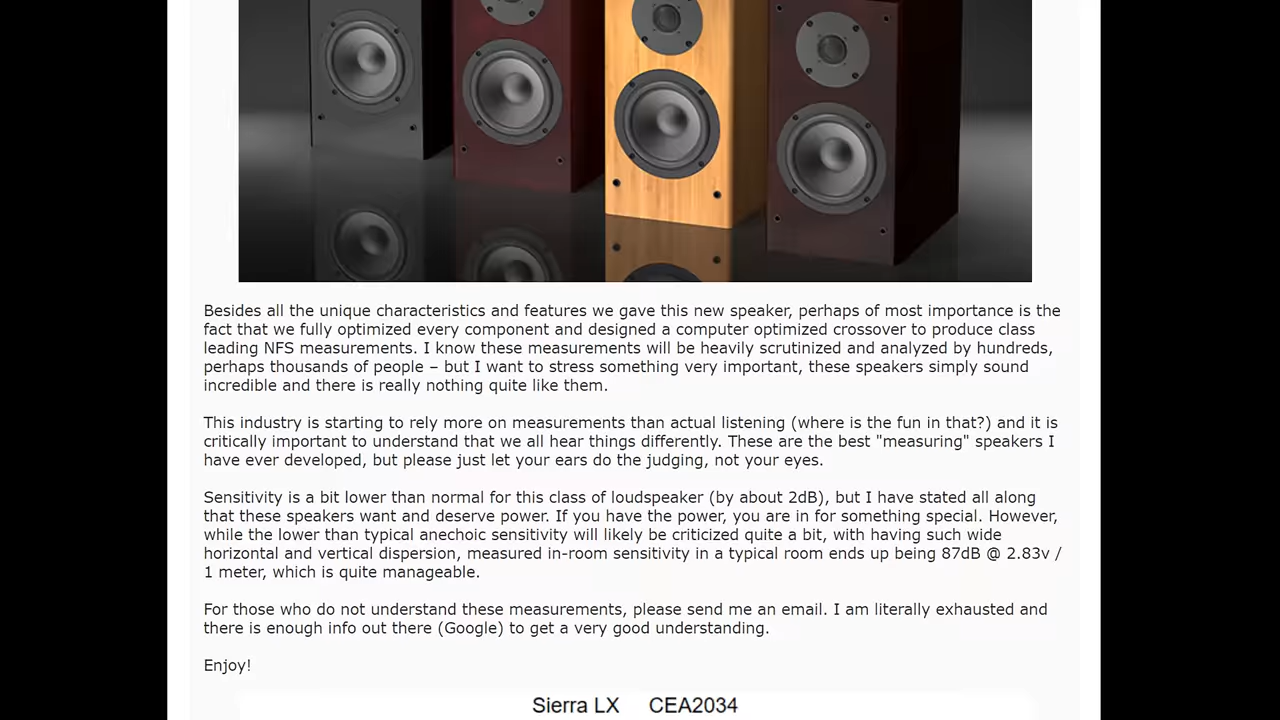 Besides all the unique characteristics and features we gave this new speaker, perhaps of most importance is the
fact that we fully optimized every component and designed a computer optimized crossover to produce class
leading NFS measurements. I know these measurements will be heavily scrutinized and analyzed by hundreds,
perhaps thousands of people – but I want to stress something very important, these speakers simply sound
incredible and there is really nothing quite like them.
This industry is starting to rely more on measurements than actual listening (where is the fun in that?) and it is
critically important to understand that we all hear things differently. These are the best "measuring" speakers I
have ever developed, but please just let your ears do the judging, not your eyes.
Sensitivity is a bit lower than normal for this class of loudspeaker (by about 2dB), but I have stated all along
that these speakers want and deserve power. If you have the power, you are in for something special. However,
while the lower than typical anechoic sensitivity will likely be criticized quite a bit, with having such wide
horizontal and vertical dispersion, measured in-room sensitivity in a typical room ends up being 87dB @ 2.83v /
1 meter, which is quite manageable.
For those who do not understand these measurements, please send me an email. I am literally exhausted and
there is enough info out there (Google) to get a very good understanding.
Enjoy!
Sierra LX CEA2034